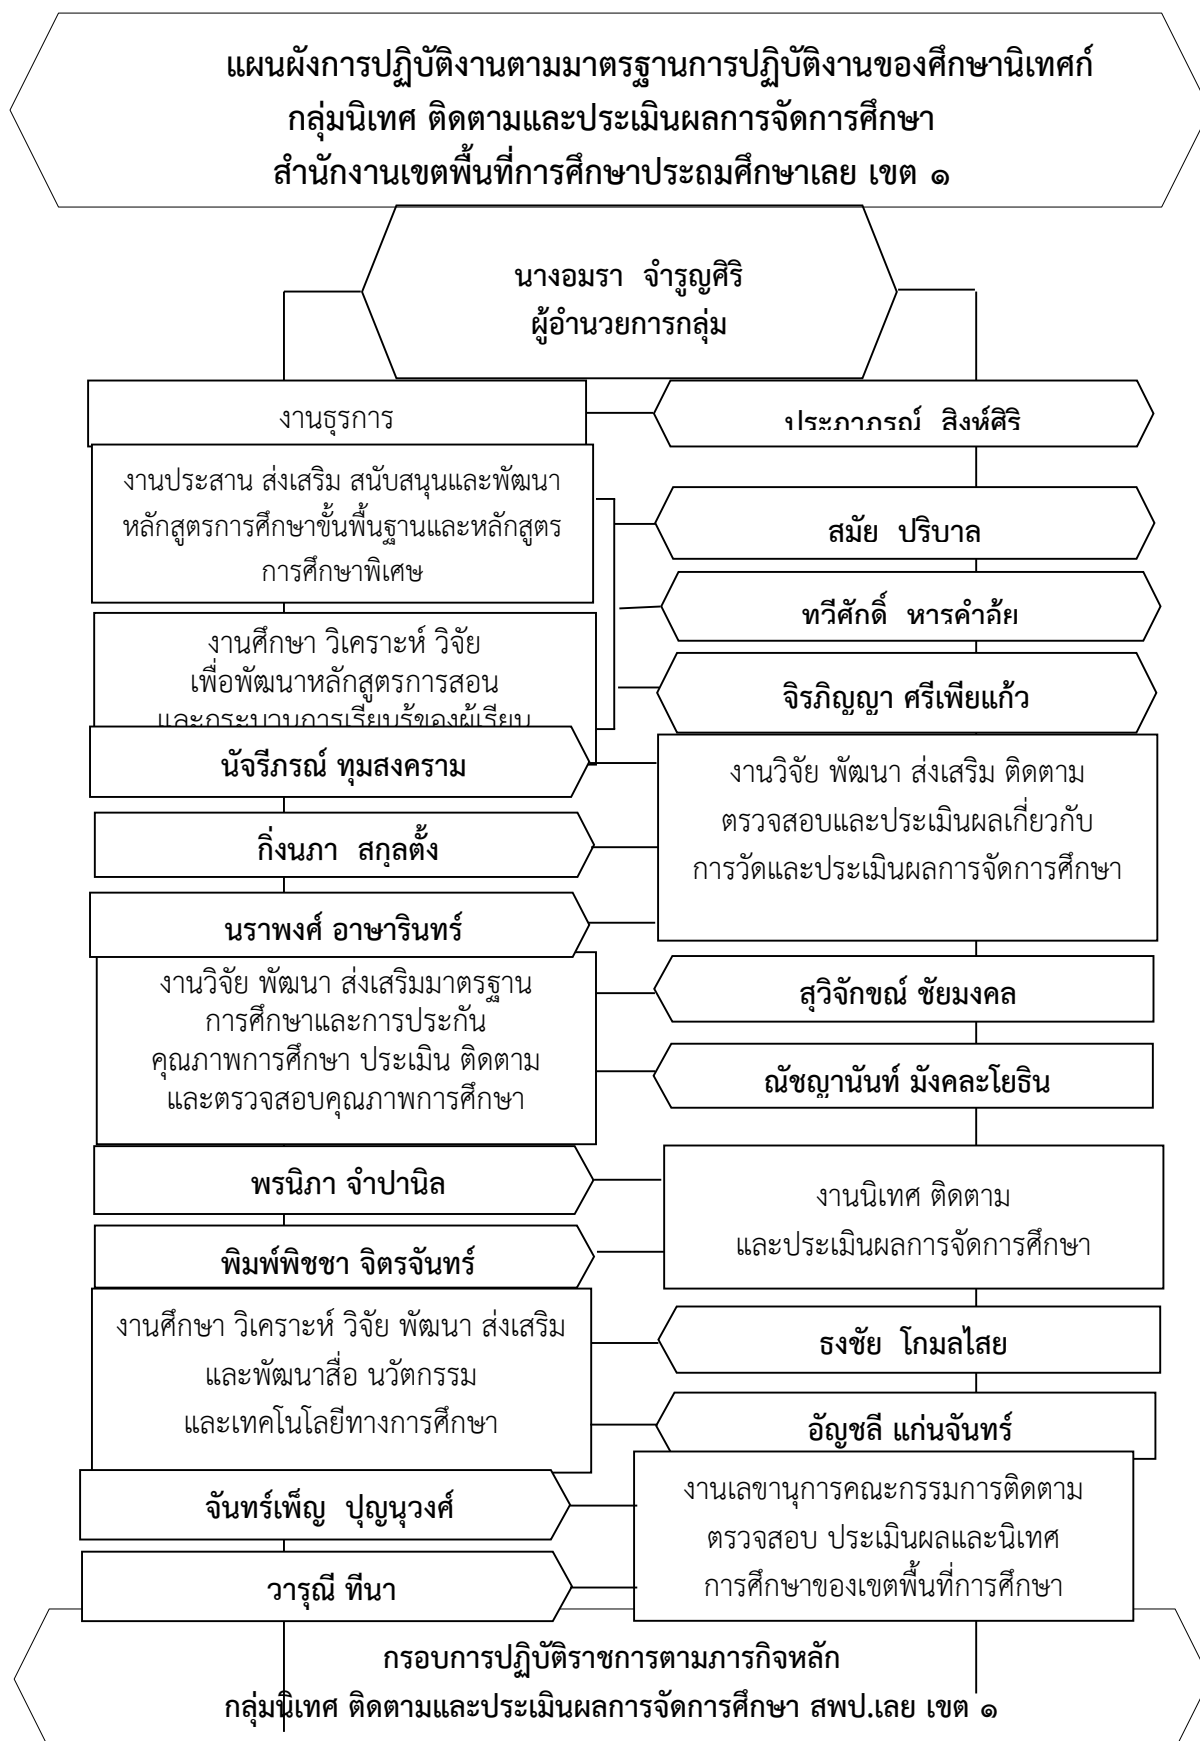 แผนผังการปฏิบัติงานตามมาตรฐานการปฏิบัติงานของศึกษานิเทศก์
กลุ่มนิเทศ ติดตามและประเมินผลการจัดการศึกษา
สำนักงานเขตพื้นที่การศึกษาประถมศึกษาเลย เขต ๑
นางอมรา จำรูญศิริ
ผู้อำนวยการกลุ่ม
งานธุรการ
ประภาภรณ์ สิงห์ศิริ
งานประสาน ส่งเสริม สนับสนุนและพัฒนา
หลักสูตรการศึกษาขั้นพื้นฐานและหลักสูตร
การศึกษาพิเศษ
สมัย ปริบาล
ทวีศักดิ์ หารคำอ้ย
งานศึกษา วิเคราะห์ วิจัย
เพื่อพัฒนาหลักสูตรการสอน
และกระบวนการเรียนรู้ของผู้เรียน
จิรภิญญา ศรีเพียแก้ว
นัจรีภรณ์ ทุมสงคราม
กิ่งนภา สกุลตั้ง
นราพงศ์ อาษารินทร์
งานวิจัย พัฒนา ส่งเสริม ติดตาม
ตรวจสอบและประเมินผลเกี่ยวกับ
การวัดและประเมินผลการจัดการศึกษา
งานวิจัย พัฒนา ส่งเสริมมาตรฐาน
การศึกษาและการประกัน
คุณภาพการศึกษา ประเมิน ติดตาม
และตรวจสอบคุณภาพการศึกษา
สุวิจักขณ์ ชัยมงคล
ณัชญานันท์ มังคละโยธิน
พรนิภา จำปานิล
พิมพ์พิชชา จิตรจันทร์
งานนิเทศ ติดตาม
และประเมินผลการจัดการศึกษา
งานศึกษา วิเคราะห์ วิจัย พัฒนา ส่งเสริม
และพัฒนาสื่อ นวัตกรรม
และเทคโนโลยีทางการศึกษา
ธงชัย โกมลไสย
อัญชลี แก่นจันทร์
จันทร์เพ็ญ ปุญนุวงศ์
วารุณี ทีนา
งานเลขานุการคณะกรรมการติดตาม
ตรวจสอบ ประเมินผลและนิเทศ
การศึกษาของเขตพื้นที่การศึกษา
กรอบการปฏิบัติราชการตามภารกิจหลัก
กลุ่มนิเทศ ติดตามและประเมินผลการจัดการศึกษา สพป.เลย เขต ๑